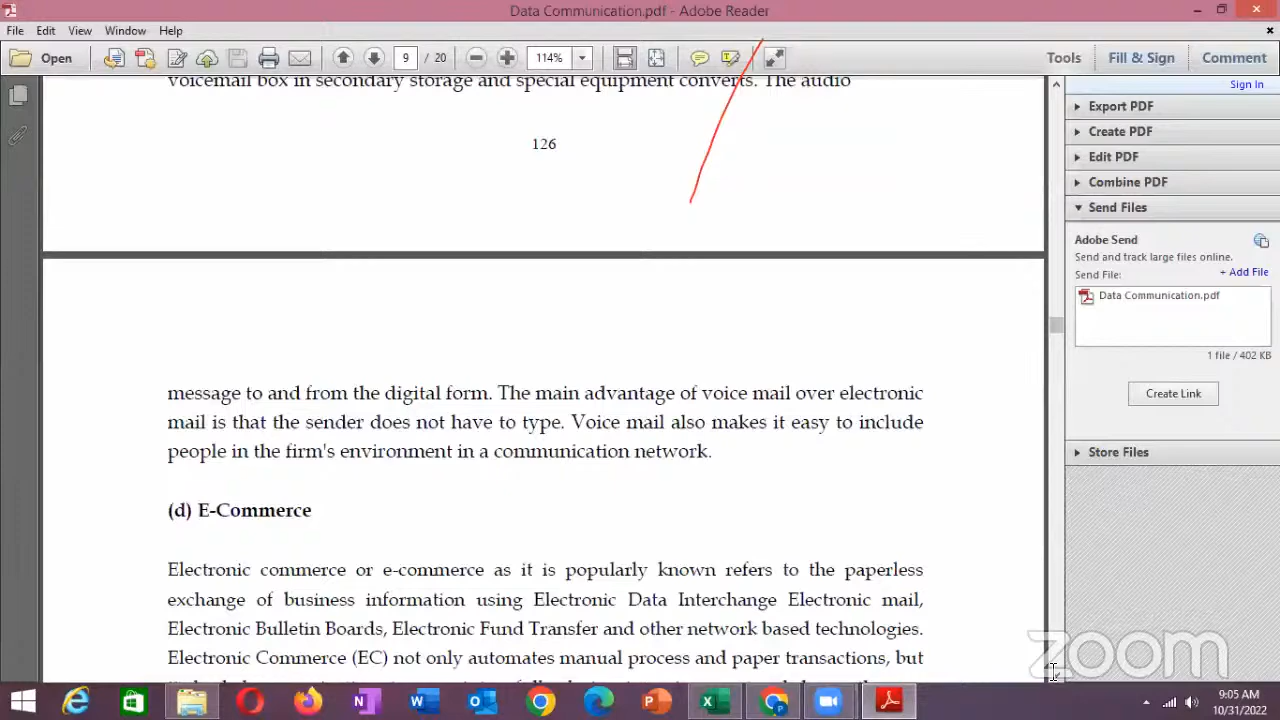 Data Communication.pdf - Adobe Reader
File Edit View Window Help
Open 9 / 20 114% Tools Fill & Sign Comment
voicemail box in secondary storage and special equipment converts. The audio
126
message to and from the digital form. The main advantage of voice mail over electronic
mail is that the sender does not have to type. Voice mail also makes it easy to include
people in the firm's environment in a communication network.
(d) E-Commerce
Electronic commerce or e-commerce as it is popularly known refers to the paperless
exchange of business information using Electronic Data Interchange Electronic mail,
Electronic Bulletin Boards, Electronic Fund Transfer and other network based technologies.
Electronic Commerce (EC) not only automates manual process and paper transactions, but
Sign In
Export PDF
Create PDF
Edit PDF
Combine PDF
Send Files
Adobe Send
Send and track large files online.
Send File:
+ Add File
Data Communication.pdf
1 file / 402 KB
Create Link
Store Files
zoom
9:05 AM
10/31/2022